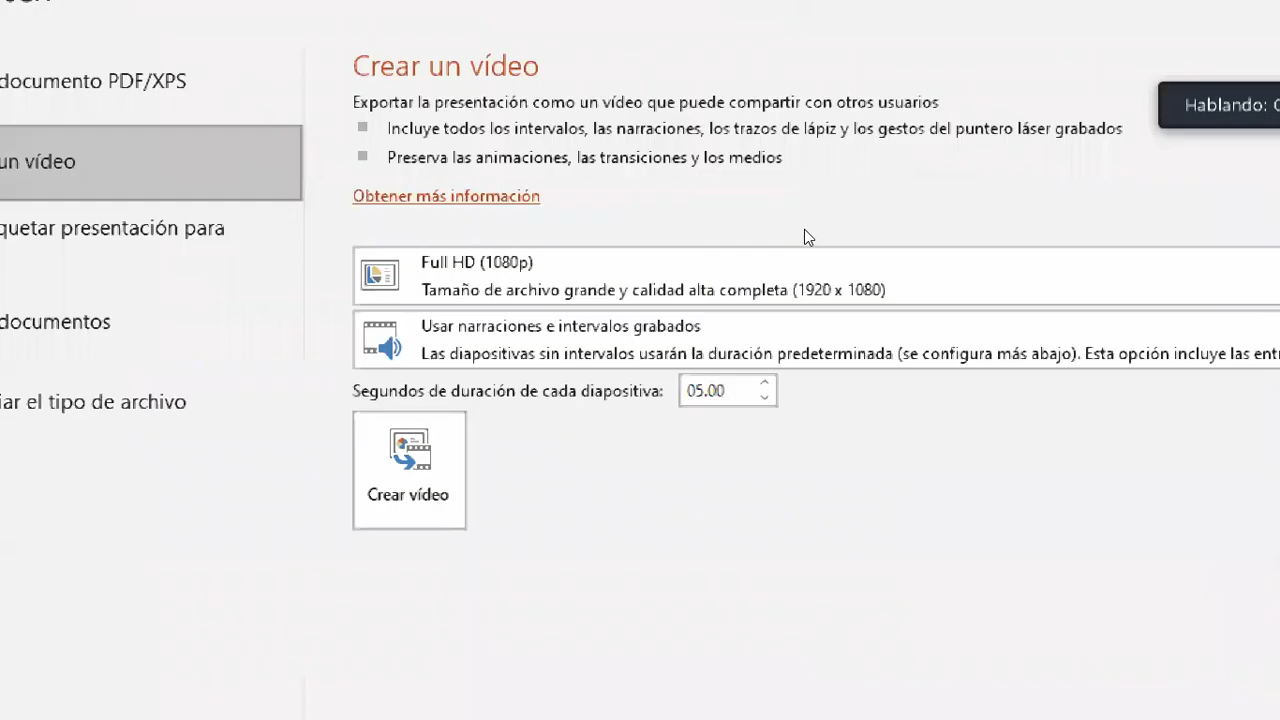 documento PDF/XPS
un vídeo
quetar presentación para
documentos
iar el tipo de archivo
Crear un vídeo
Exportar la presentación como un vídeo que puede compartir con otros usuarios
Incluye todos los intervalos, las narraciones, los trazos de lápiz y los gestos del puntero láser grabados
Preserva las animaciones, las transiciones y los medios
Obtener más información
Full HD (1080p)
Tamaño de archivo grande y calidad alta completa (1920 x 1080)
Usar narraciones e intervalos grabados
Las diapositivas sin intervalos usarán la duración predeterminada (se configura más abajo). Esta opción incluye las ent
Segundos de duración de cada diapositiva: 05.00
Crear vídeo
Hablando: